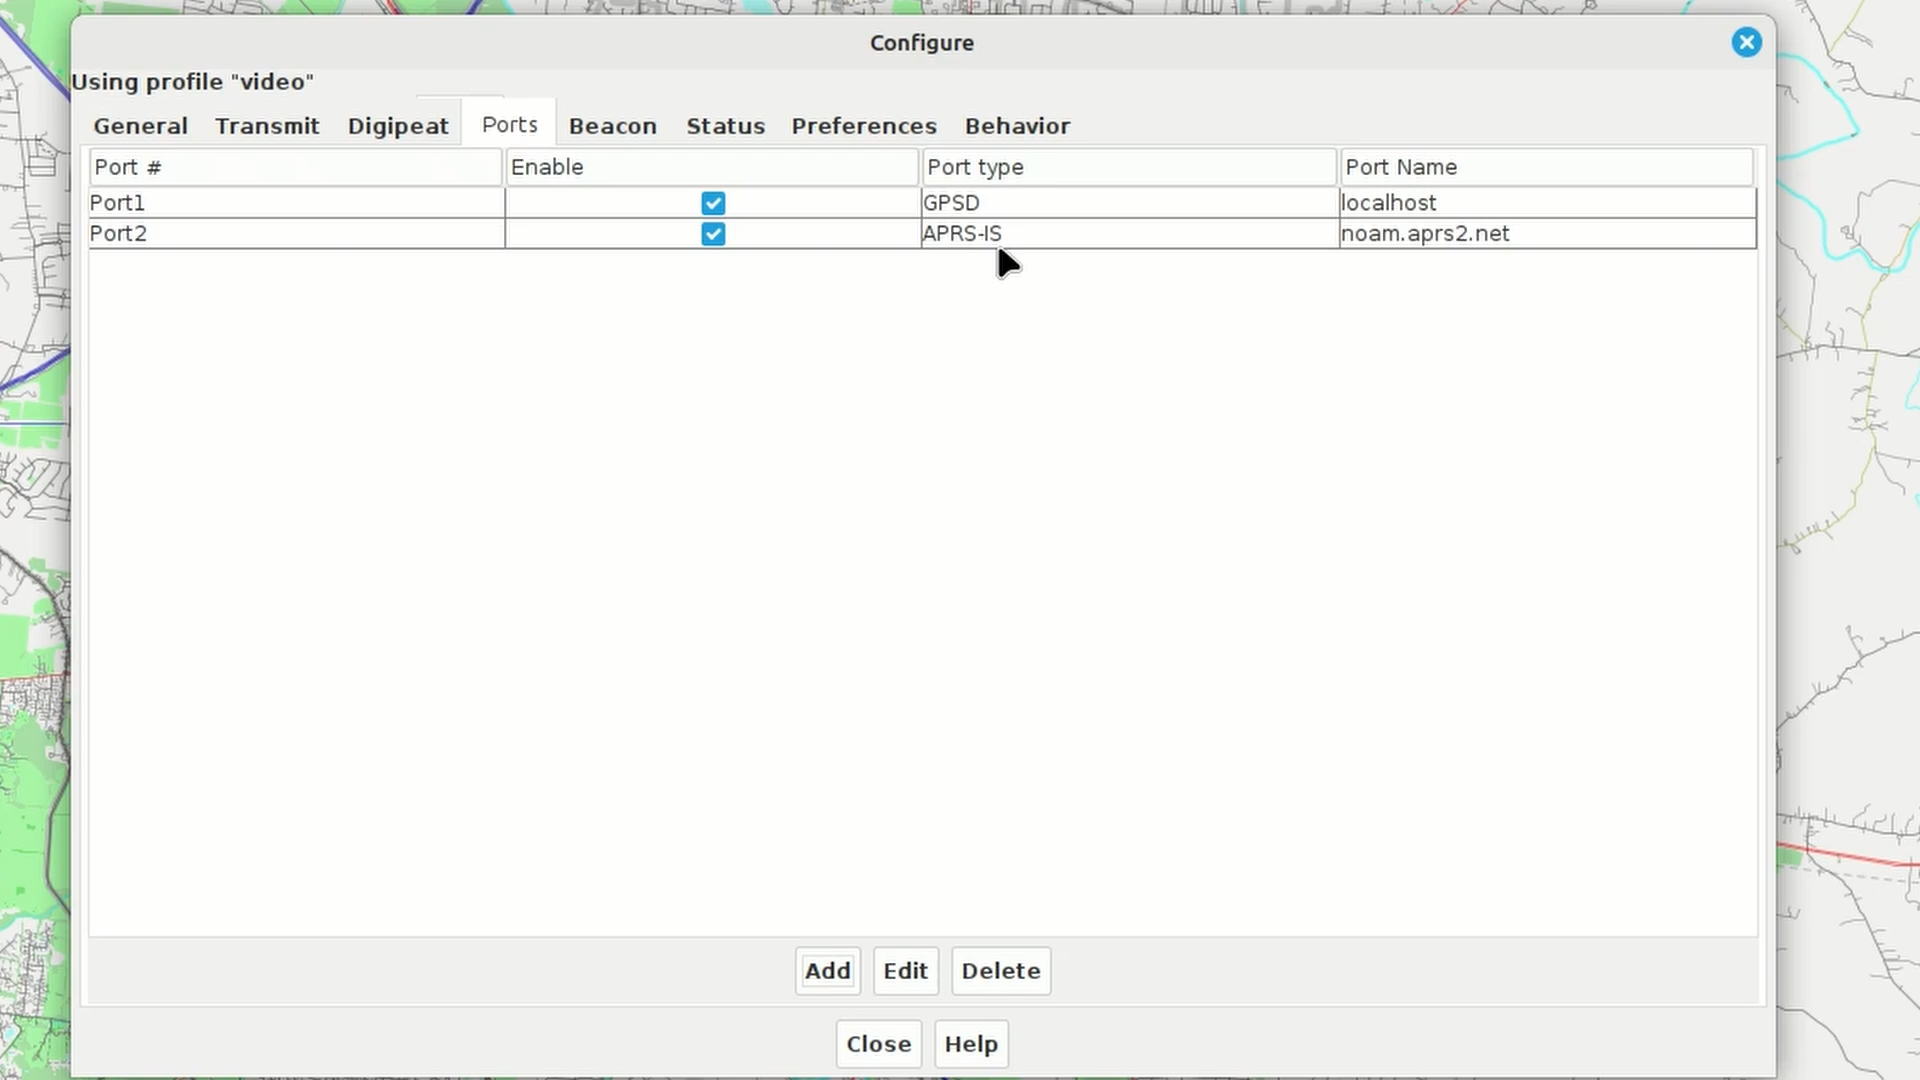 Configure
Using profile "video"
General Transmit Digipeat Ports Beacon Status Preferences Behavior
Port # Enable Port type Port Name
Port1 GPSD localhost
Port2 APRS-IS noam.aprs2.net
Add Edit Delete
Close Help